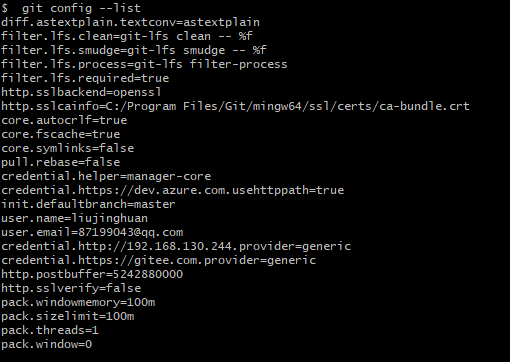 $  git config --list
diff.astextplain.textconv=astextplain
filter.lfs.clean=git-lfs clean -- %f
filter.lfs.smudge=git-lfs smudge -- %f
filter.lfs.process=git-lfs filter-process
filter.lfs.required=true
http.sslbackend=openssl
http.sslcainfo=C:/Program Files/Git/mingw64/ssl/certs/ca-bundle.crt
core.autocrlf=true
core.fscache=true
core.symlinks=false
pull.rebase=false
credential.helper=manager-core
credential.https://dev.azure.com.usehttppath=true
init.defaultbranch=master
user.name=liujinghuan
user.email=87199043@qq.com
credential.http://192.168.130.244.provider=generic
credential.https://gitee.com.provider=generic
http.postbuffer=5242880000
http.sslverify=false
pack.windowmemory=100m
pack.sizelimit=100m
pack.threads=1
pack.window=0